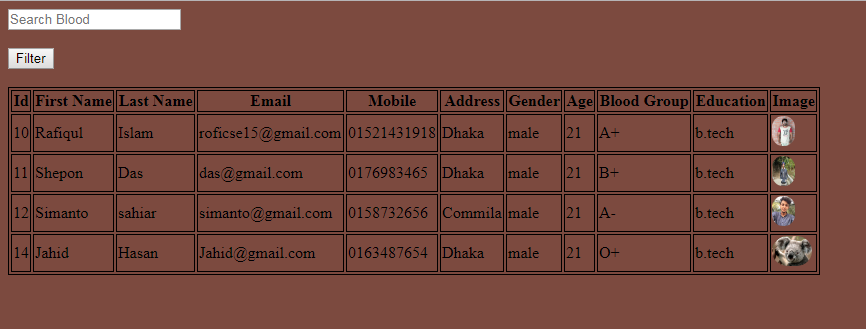 Search Blood
Filter
Id First Name Last Name Email Mobile Address Gender Age Blood Group Education Image
10 Rafiqul Islam roficse15@gmail.com 01521431918 Dhaka male 21 A+ b.tech
11 Shepon Das das@gmail.com 0176983465 Dhaka male 21 B+ b.tech
12 Simanto sahiar simanto@gmail.com 0158732656 Commila male 21 A- b.tech
14 Jahid Hasan Jahid@gmail.com 0163487654 Dhaka male 21 O+ b.tech